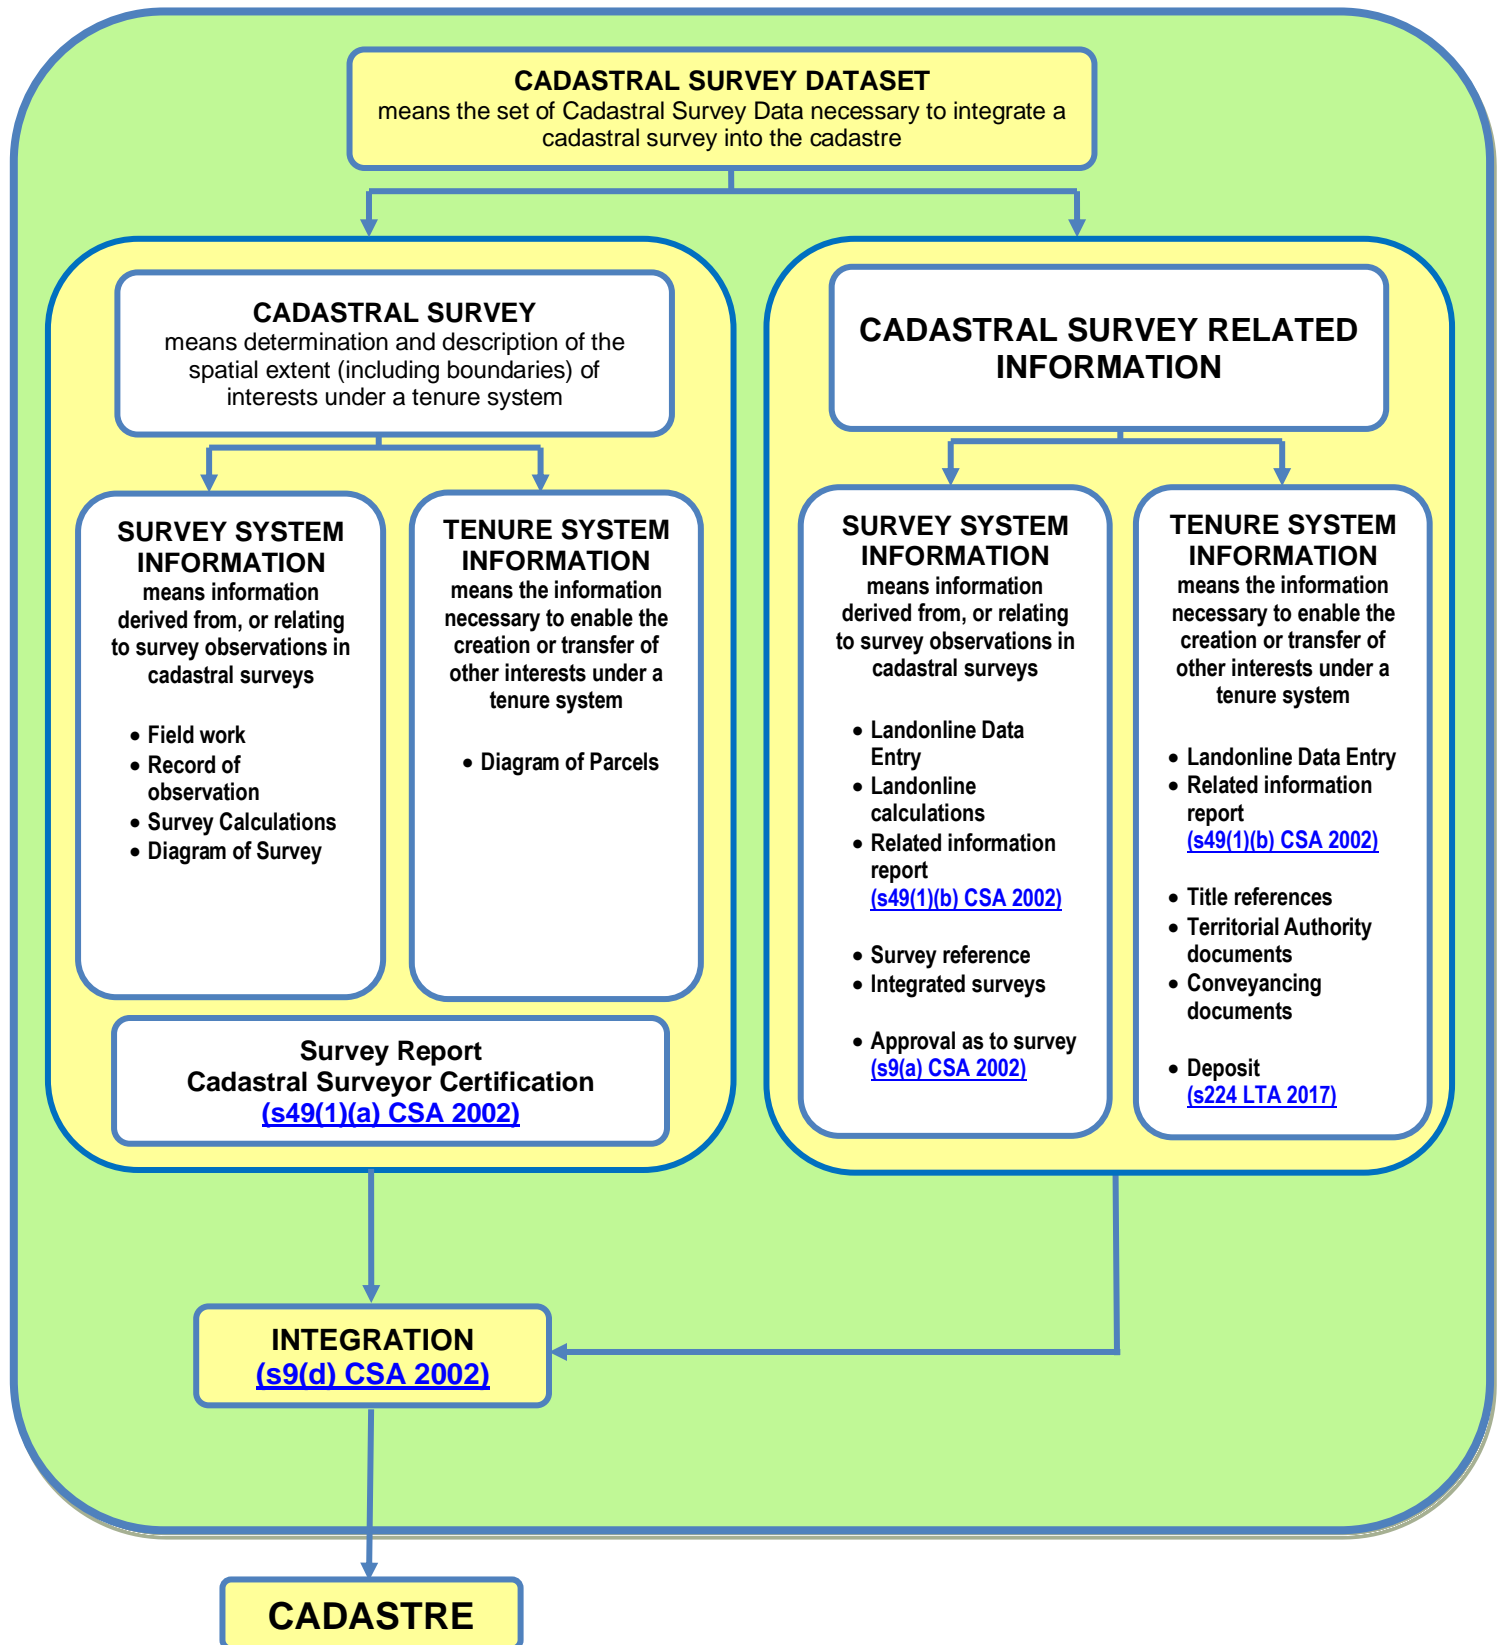 CADASTRAL SURVEY DATASET
means the set of Cadastral Survey Data necessary to integrate a
cadastral survey into the cadastre
CADASTRAL SURVEY
means determination and description of the
spatial extent (including boundaries) of
interests under a tenure system
SURVEY SYSTEM
INFORMATION
means information
derived from, or relating
to survey observations in
cadastral surveys
• Field work
• Record of
observation
• Survey Calculations
• Diagram of Survey
TENURE SYSTEM
INFORMATION
means the information
necessary to enable the
creation or transfer of
other interests under a
tenure system
• Diagram of Parcels
Survey Report
Cadastral Surveyor Certification
(s49(1)(a) CSA 2002)
CADASTRAL SURVEY RELATED
INFORMATION
SURVEY SYSTEM
INFORMATION
means information
derived from, or relating
to survey observations in
cadastral surveys
• Landonline Data
Entry
• Landonline
calculations
• Related information
report
(s49(1)(b) CSA 2002)
• Survey reference
• Integrated surveys
• Approval as to survey
(s9(a) CSA 2002)
TENURE SYSTEM
INFORMATION
means the information
necessary to enable the
creation or transfer of
other interests under a
tenure system
• Landonline Data Entry
• Related information
report
(s49(1)(b) CSA 2002)
• Title references
• Territorial Authority
documents
• Conveyancing
documents
• Deposit
(s224 LTA 2017)
INTEGRATION
(s9(d) CSA 2002)
CADASTRE